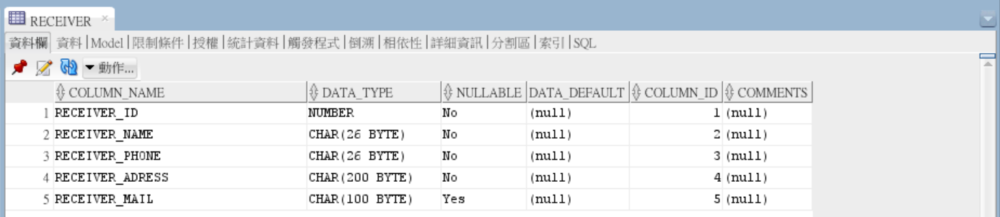 RECEIVER
資料欄 資料 | Model | 限制條件 | 授權 | 統計資料 | 觸發程式 | 倒溯 | 相依性 | 詳細資訊 | 分割區 | 索引 | SQL
動作...
COLUMN_NAME DATA_TYPE NULLABLE DATA_DEFAULT COLUMN_ID COMMENTS
1 RECEIVER_ID NUMBER No (null) 1 (null)
2 RECEIVER_NAME CHAR(26 BYTE) No (null) 2 (null)
3 RECEIVER_PHONE CHAR(26 BYTE) No (null) 3 (null)
4 RECEIVER_ADRESS CHAR(200 BYTE) No (null) 4 (null)
5 RECEIVER_MAIL CHAR(100 BYTE) Yes (null) 5 (null)